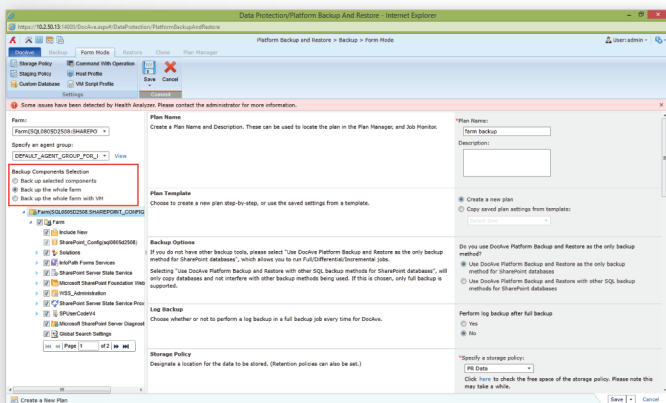 Data Protection/Platform Backup And Restore - Internet Explorer
https://10.2.50.13:14000/DocAve.aspx#/DataProtection/PlatformBackupAndRestore
Platform Backup and Restore > Backup > Form Mode
User: admin
DocAve Backup Form Mode Restore Clone Plan Manager
Storage Policy
Command With Operation
Staging Policy
Host Profile
Custom Database
VM Script Profile
Save
Cancel
Settings
Commit
Some issues have been detected by Health Analyzer. Please contact the administrator for more information.
Farm:
Farm(SQL0805D2508:SHAREPO
Specify an agent group:
DEFAULT_AGENT_GROUP_FOR_I
View
Backup Components Selection
Back up selected components
Back up the whole farm
Back up the whole farm with VM
Farm(SQL0805D2508:SHAREPOINT_CONFIG
Farm
Include New
SharePoint_Config(sql0805d2508)
Solutions
InfoPath Forms Services
SharePoint Server State Service
Microsoft SharePoint Foundation Web
WSS_Administration
SharePoint Server State Service Prox
SPUserCodeV4
Microsoft SharePoint Server Diagnost
Global Search Settings
Page 1 of 2
Plan Name
Create a Plan Name and Description. These can be used to locate the plan in the Plan Manager, and Job Monitor.
*Plan Name:
farm backup
Description:
Plan Template
Choose to create a new plan step-by-step, or use the saved settings from a template.
Create a new plan
Copy saved plan settings from template:
Select One
Backup Options
If you do not have other backup tools, please select "Use DocAve Platform Backup and Restore as the only backup
method for SharePoint databases", which allows you to run Full/Differential/Incremental jobs.
Selecting "Use DocAve Platform Backup and Restore with other SQL backup methods for SharePoint databases", will
only copy databases and not interfere with other backup methods being used. If this is chosen, only full backup is
supported.
Do you use DocAve Platform Backup and Restore as the only backup
method?
Use DocAve Platform Backup and Restore as the only backup
method for SharePoint databases
Use DocAve Platform Backup and Restore with other SQL backup
methods for SharePoint databases
Log Backup
Choose whether or not to perform a log backup in a full backup job every time for DocAve.
Perform log backup after full backup
Yes
No
Storage Policy
Designate a location for the data to be stored. (Retention policies can also be set.)
*Specify a storage policy:
PR Data
Click here to check the free space of the storage policy. Please note this
may take a while.
Create a New Plan
Save
Cancel